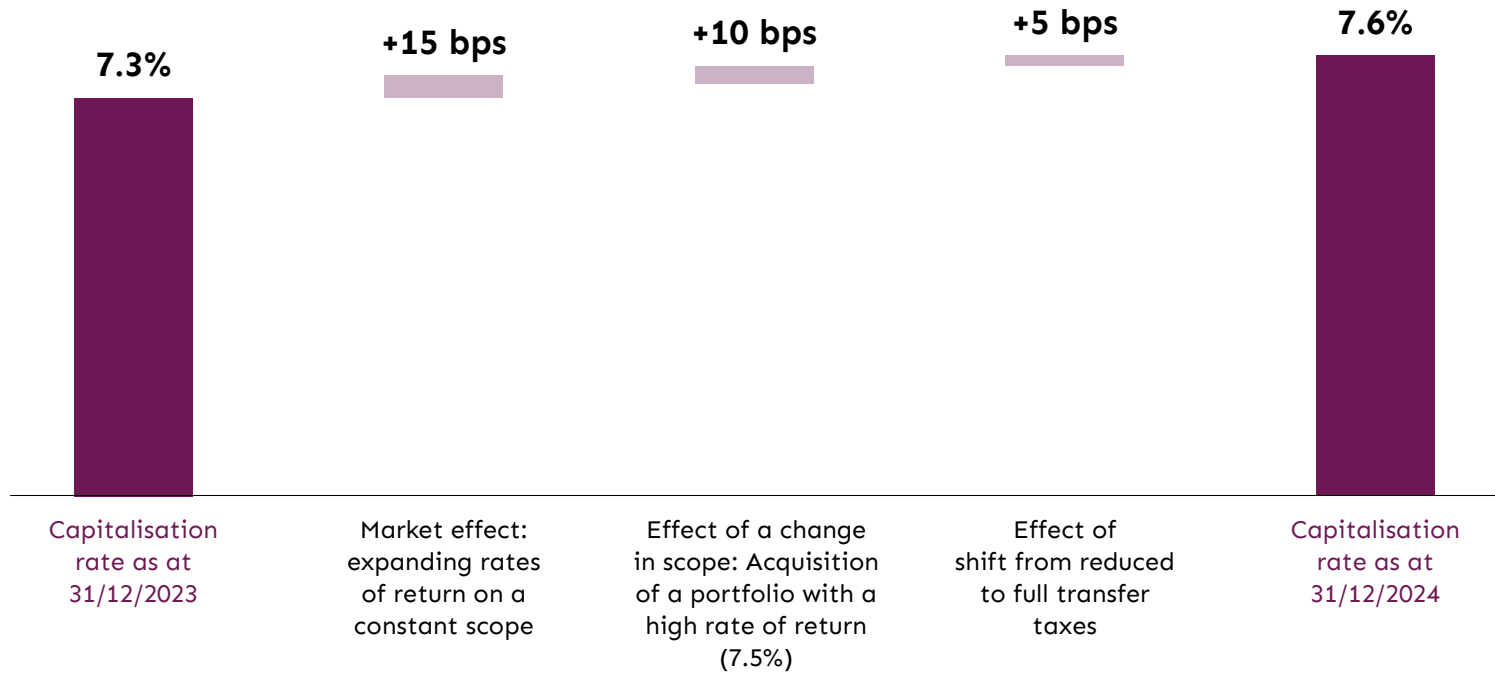 7.3%
+15 bps
+10 bps
+5 bps
7.6%
Capitalisation
rate as at
31/12/2023
Market effect:
expanding rates
of return on a
constant scope
Effect of a change
in scope: Acquisition
of a portfolio with a
high rate of return
(7.5%)
Effect of
shift from reduced
to full transfer
taxes
Capitalisation
rate as at
31/12/2024